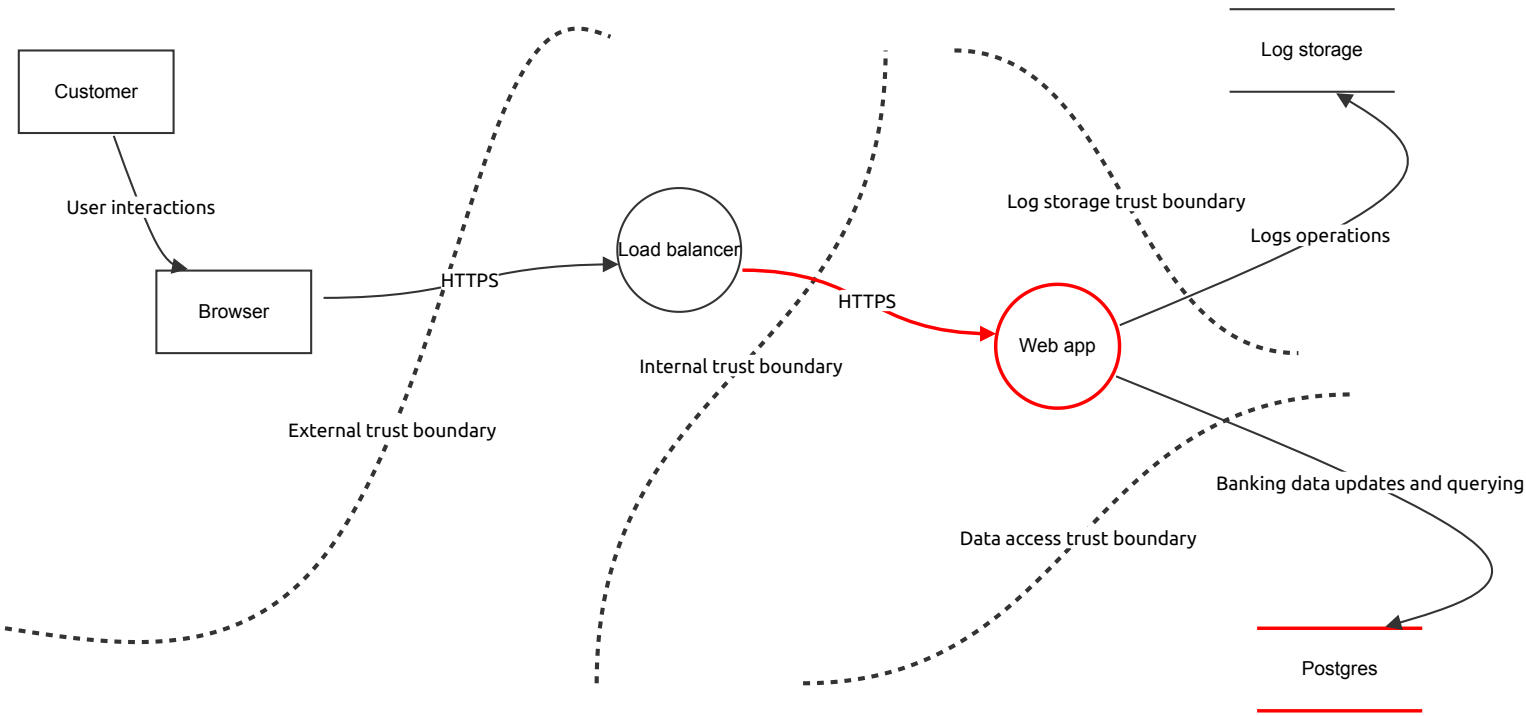 Log storage
Customer
Log storage trust boundary
User interactions
Logs operations
Load balancer
HTTPS
HTTPS
Browser
Web app
Internal trust boundary
External trust boundary
Banking data updates and querying
Data access trust boundary
Postgres